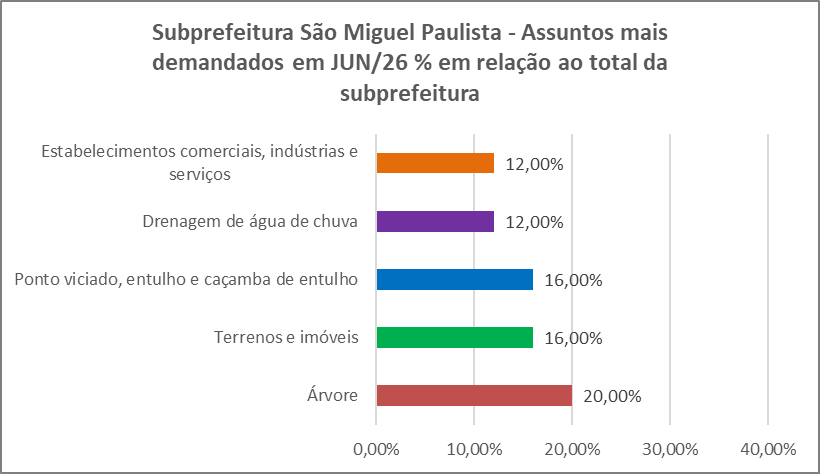 Subprefeitura São Miguel Paulista - Assuntos mais
demandados em JUN/26 % em relação ao total da
subprefeitura
Estabelecimentos comerciais, indústrias e
serviços
12,00%
Drenagem de água de chuva
12,00%
Ponto viciado, entulho e caçamba de entulho
16,00%
Terrenos e imóveis
16,00%
Árvore
20,00%
0,00% 10,00% 20,00% 30,00% 40,00%